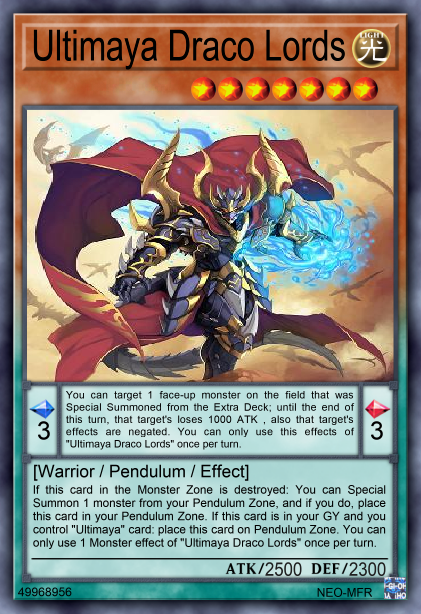 Ultimaya Draco Lords
LIGHT
光
You can target 1 face-up monster on the field that was
Special Summoned from the Extra Deck; until the end of
this turn, that target's loses 1000 ATK , also that target's
effects are negated. You can only use this effects of
"Ultimaya Draco Lords" once per turn.
3
3
[Warrior / Pendulum / Effect]
If this card in the Monster Zone is destroyed: You can Special
Summon 1 monster from your Pendulum Zone, and if you do, place
this card in your Pendulum Zone. If this card is in your GY and you
control "Ultimaya" card: place this card on Pendulum Zone. You can
only use 1 Monster effect of "Ultimaya Draco Lords" once per turn.
ATK/2500 DEF/2300
49968956
NEO-MFR